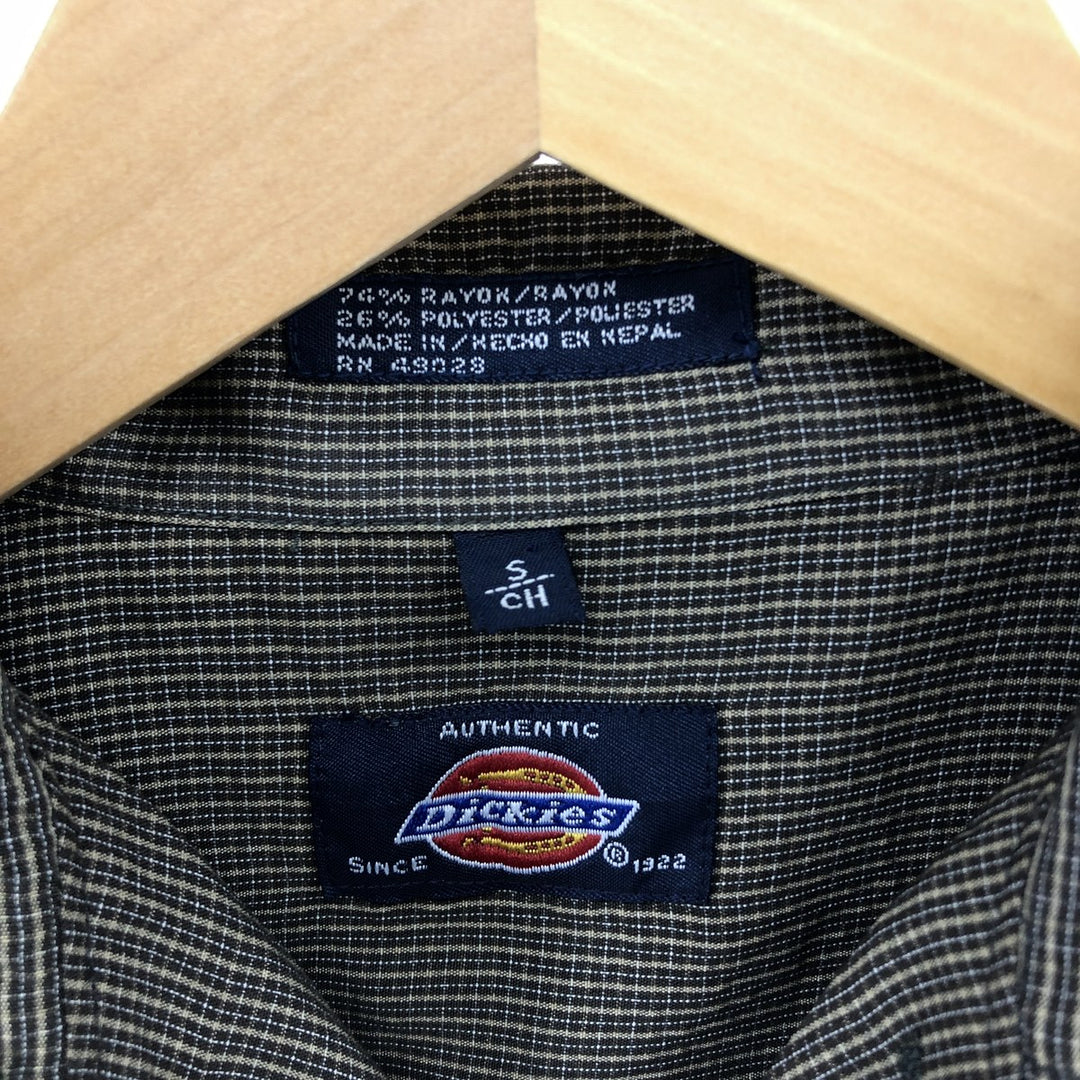 74% RAYON/RAYON
26% POLYESTER/POLIESTER
MADE IN/HECHO EN NEPAL
RN 49028
S
CH
AUTHENTIC
Dickies
SINCE ® 1922